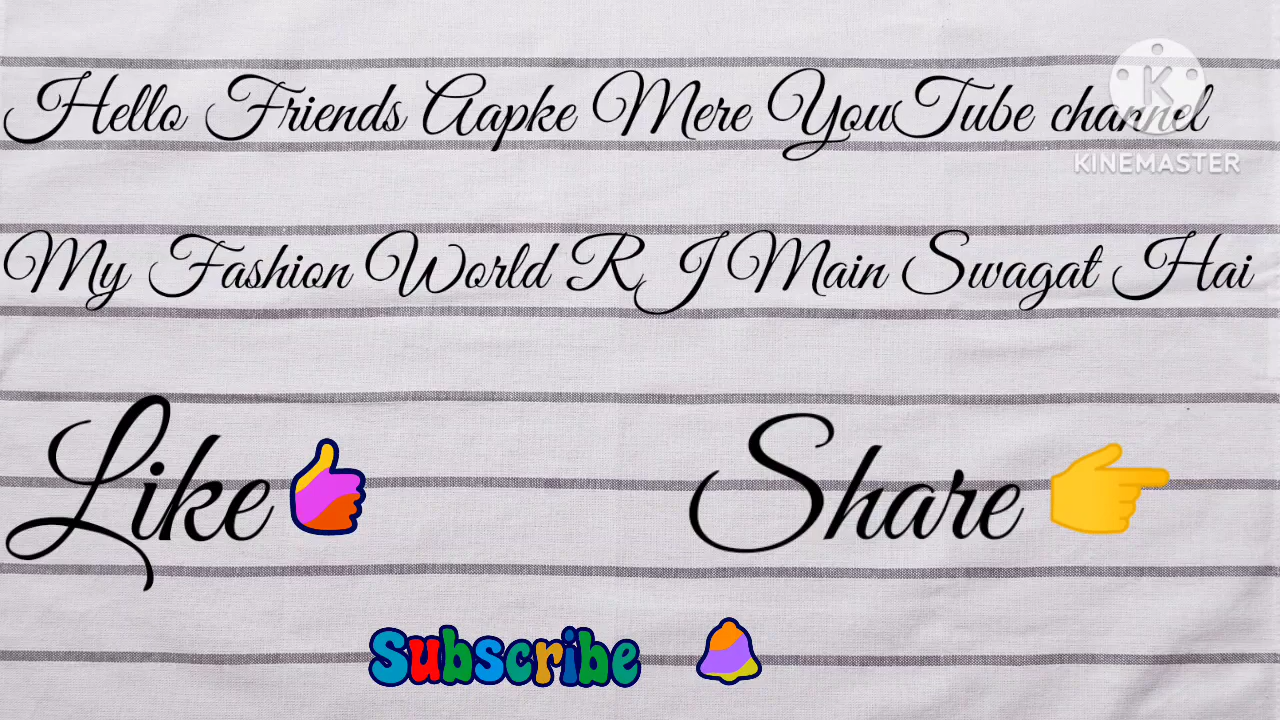 Hello Friends Aapke Mere YouTube channel
K
KINEMASTER
My Fashion World R J Main Swagat Hai
Like Share
Subscribe